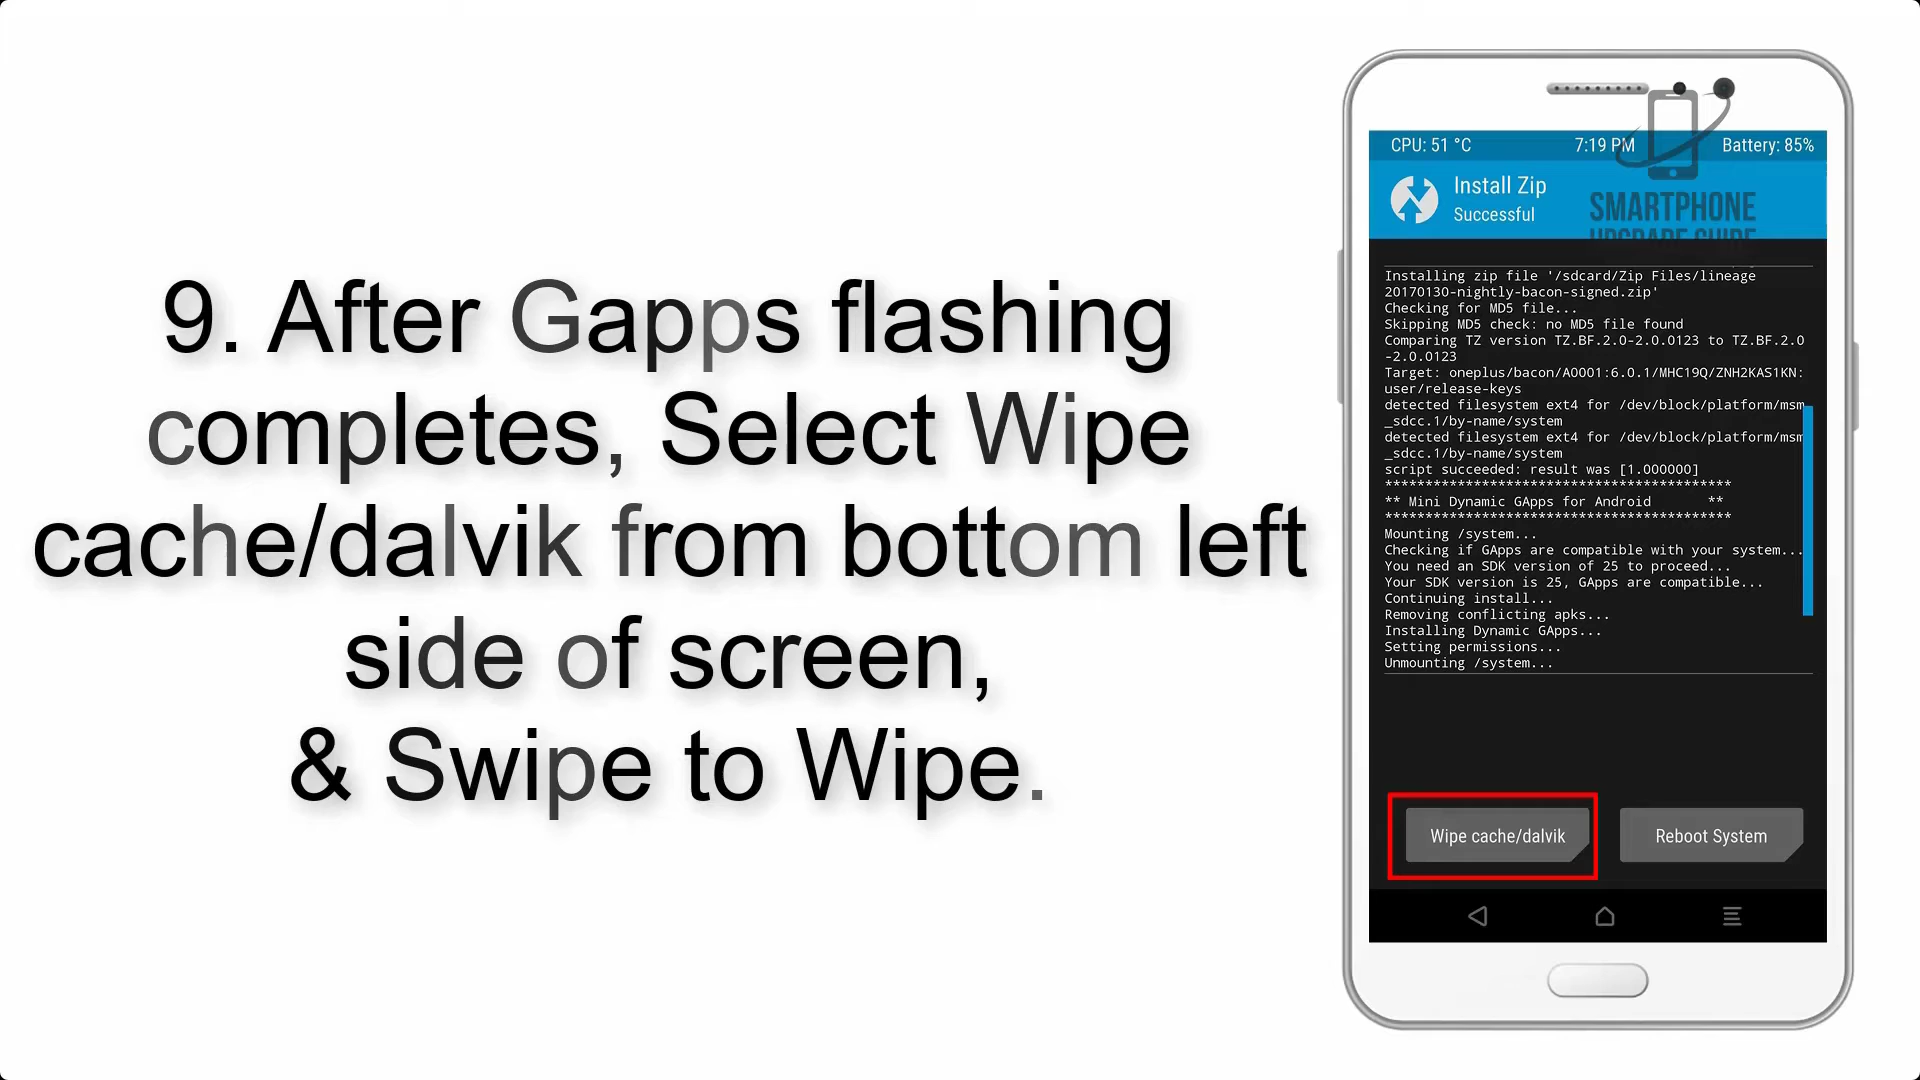 9. After Gapps flashing
completes, Select Wipe
cache/dalvik from bottom left
side of screen,
& Swipe to Wipe.
CPU: 51 °C 7:19 PM Battery: 85%
Install Zip
Successful
SMARTPHONE
UPGRADE GUIDE
Installing zip file '/sdcard/Zip Files/lineage
20170130-nightly-bacon-signed.zip'
Checking for MD5 file...
Skipping MD5 check: no MD5 file found
Comparing TZ version TZ.BF.2.0-2.0.0123 to TZ.BF.2.0
-2.0.0123
Target: oneplus/bacon/A0001:6.0.1/MHC19Q/ZNH2KAS1KN:
user/release-keys
detected filesystem ext4 for /dev/block/platform/msm
_sdcc.1/by-name/system
detected filesystem ext4 for /dev/block/platform/msm
_sdcc.1/by-name/system
script succeeded: result was [1.000000]
*******************************************
** Mini Dynamic GApps for Android       **
*******************************************
Mounting /system...
Checking if GApps are compatible with your system...
You need an SDK version of 25 to proceed...
Your SDK version is 25, GApps are compatible...
Continuing install...
Removing conflicting apks...
Installing Dynamic GApps...
Setting permissions...
Unmounting /system...
Wipe cache/dalvik Reboot System